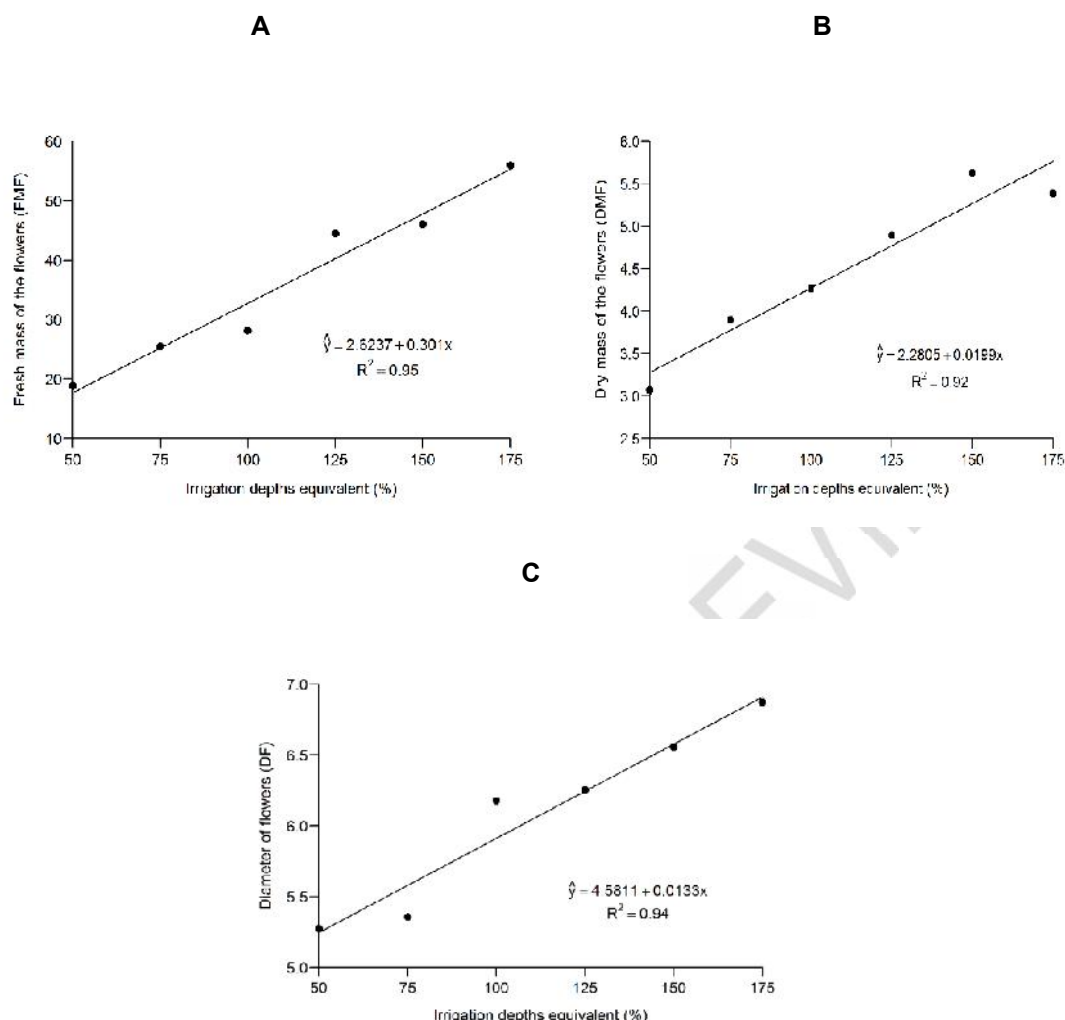 A
B
60
50
40
30
20
10
Fresh mass of the flowers (FMF)
ŷ = 2.6237+0.301x
R² = 0.95
50 75 100 125 150 175
Irrigation depths equivalent (%)
6.0
5.5
5.0
4.5
4.0
3.5
3.0
2.5
Dry mass of the flowers (DMF)
ŷ = 2.2805+0.0199x
R² = 0.92
50 75 100 125 150 175
Irrigation depths equivalent (%)
C
7.0
6.5
6.0
5.5
5.0
Diameter of flowers (DF)
ŷ = 4.5811+0.0133x
R² = 0.94
50 75 100 125 150 175
Irrigation depths equivalent (%)